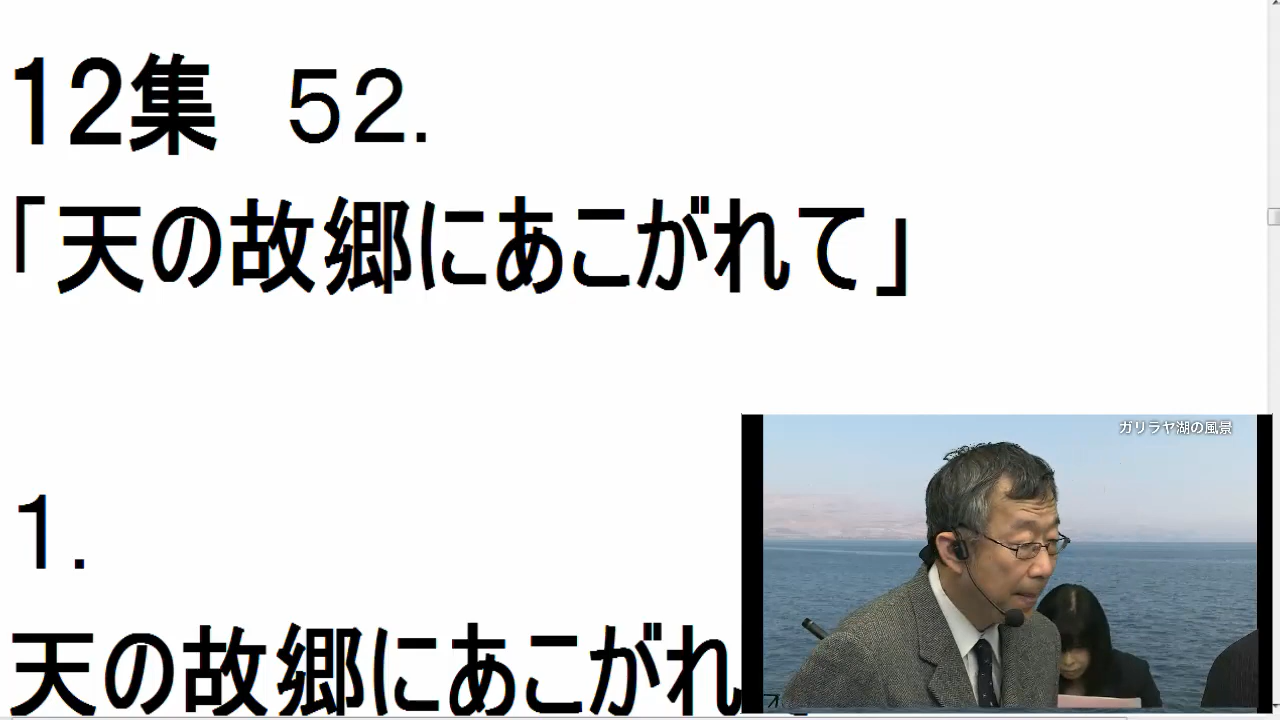 12集　５２.
「天の故郷にあこがれて」
1.
天の故郷にあこがれ
ガリラヤ湖の風景